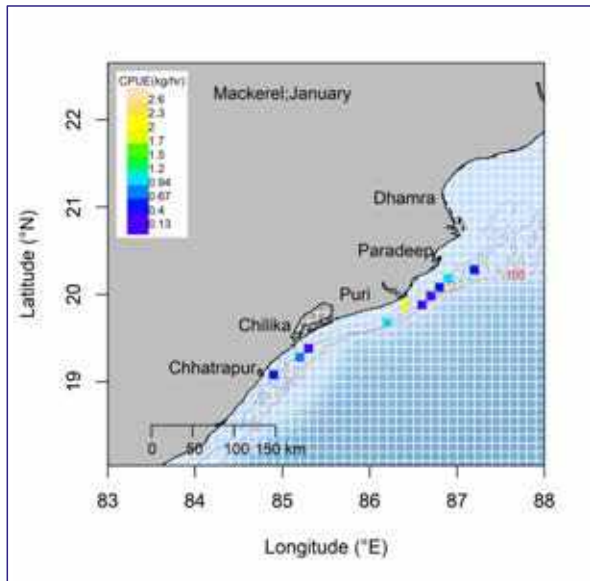 CPUE(kg/hr)
2.6
2.3
2
1.7
1.5
1.2
0.94
0.67
0.4
0.13
Mackerel;January
Dhamra
Paradeep
Puri
Chilika
Chhatrapur
100
0 50 100 150 km
22
21
20
19
Latitude (°N)
83 84 85 86 87 88
Longitude (°E)